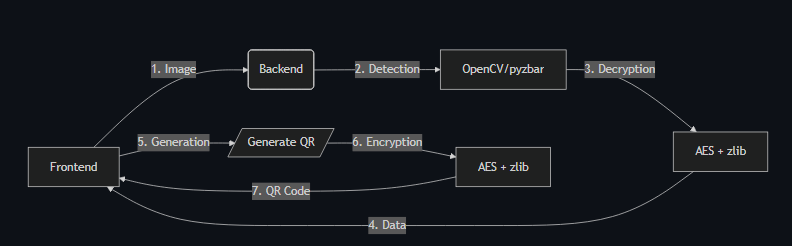 1. Image
Backend
2. Detection
OpenCV/pyzbar
3. Decryption
5. Generation
Generate QR
6. Encryption
Frontend
AES + zlib
AES + zlib
7. QR Code
4. Data